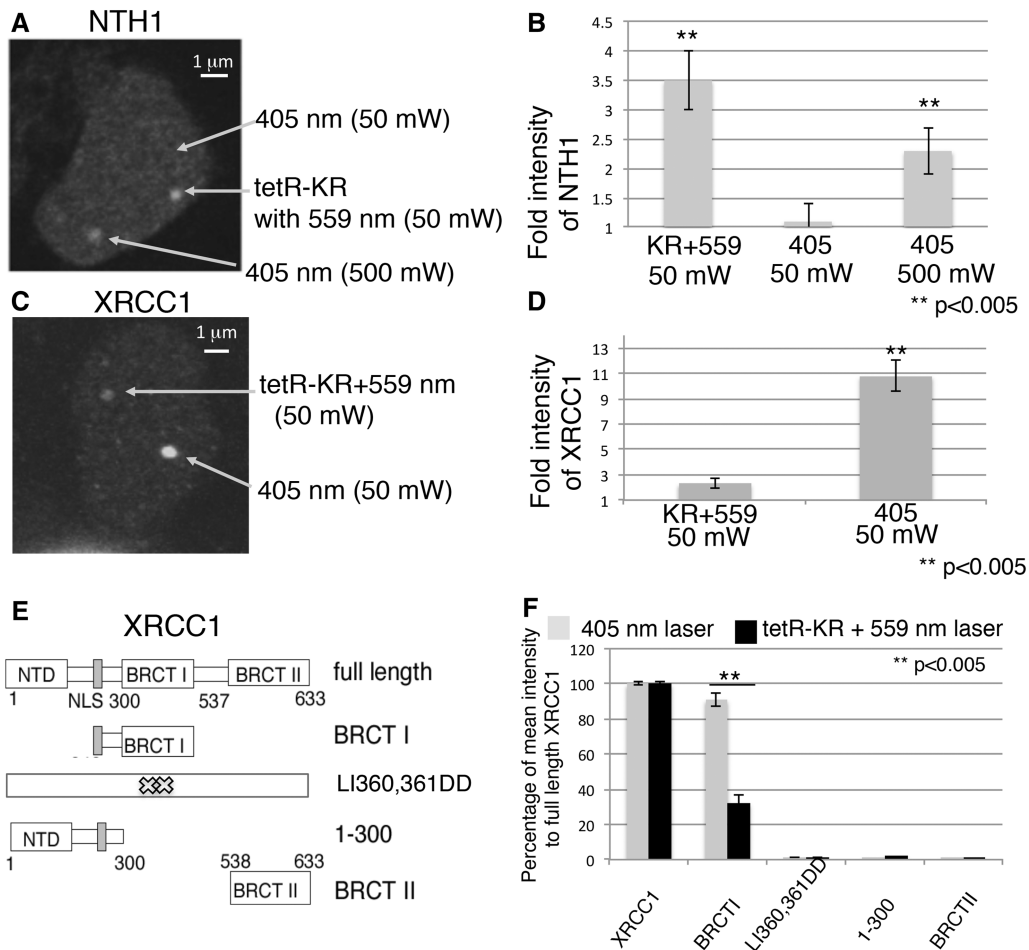 A
NTH1
1 µm
405 nm (50 mW)
tetR-KR
with 559 nm (50 mW)
405 nm (500 mW)
B
Fold intensity
of NTH1
4.5
4
3.5
3
2.5
2
1.5
1
**
**
KR+559
50 mW
405
50 mW
405
500 mW
** p<0.005
C
XRCC1
1 µm
tetR-KR+559 nm
(50 mW)
405 nm (50 mW)
D
Fold intensity
of XRCC1
13
11
9
7
5
3
1
**
KR+559
50 mW
405
50 mW
** p<0.005
E
XRCC1
NTD
BRCT I
BRCT II
full length
1
NLS
300
537
633
BRCT I
BRCT I
LI360,361DD
NTD
1-300
1
300
538
633
BRCT II
BRCT II
F
405 nm laser
tetR-KR + 559 nm laser
Percentage of mean intensity
to full length XRCC1
120
100
80
60
40
20
0
**
** p<0.005
XRCC1
BRCTI
LI360,361DD
1-300
BRCTII